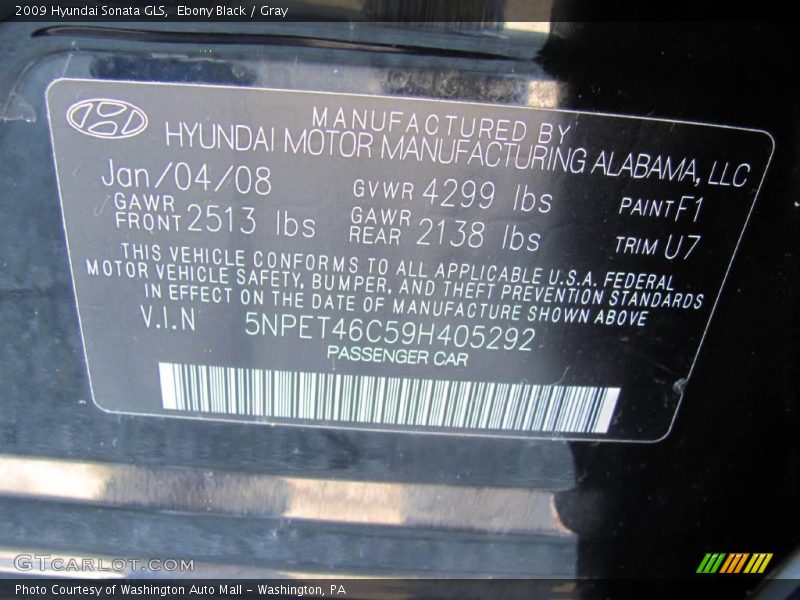 2009 Hyundai Sonata GLS, Ebony Black / Gray
MANUFACTURED BY
HYUNDAI MOTOR MANUFACTURING ALABAMA, LLC
Jan/04/08 GVWR 4299 lbs PAINT F1
GAWR FRONT 2513 lbs GAWR REAR 2138 lbs TRIM U7
THIS VEHICLE CONFORMS TO ALL APPLICABLE U.S.A. FEDERAL
MOTOR VEHICLE SAFETY, BUMPER, AND THEFT PREVENTION STANDARDS
IN EFFECT ON THE DATE OF MANUFACTURE SHOWN ABOVE
V.I.N 5NPET46C59H405292
PASSENGER CAR
GTCARLOT.COM
Photo Courtesy of Washington Auto Mall - Washington, PA